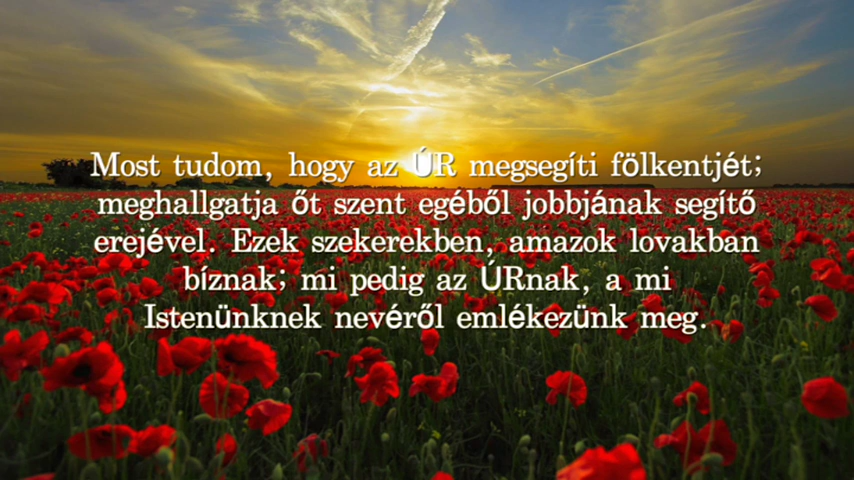 Most tudom, hogy az ÚR megsegíti fölkentjét;
meghallgatja őt szent egéből jobbjának segítő
erejével. Ezek szekerekben, amazok lovakban
bíznak; mi pedig az ÚRnak, a mi
Istenünknek nevéről emlékezünk meg.